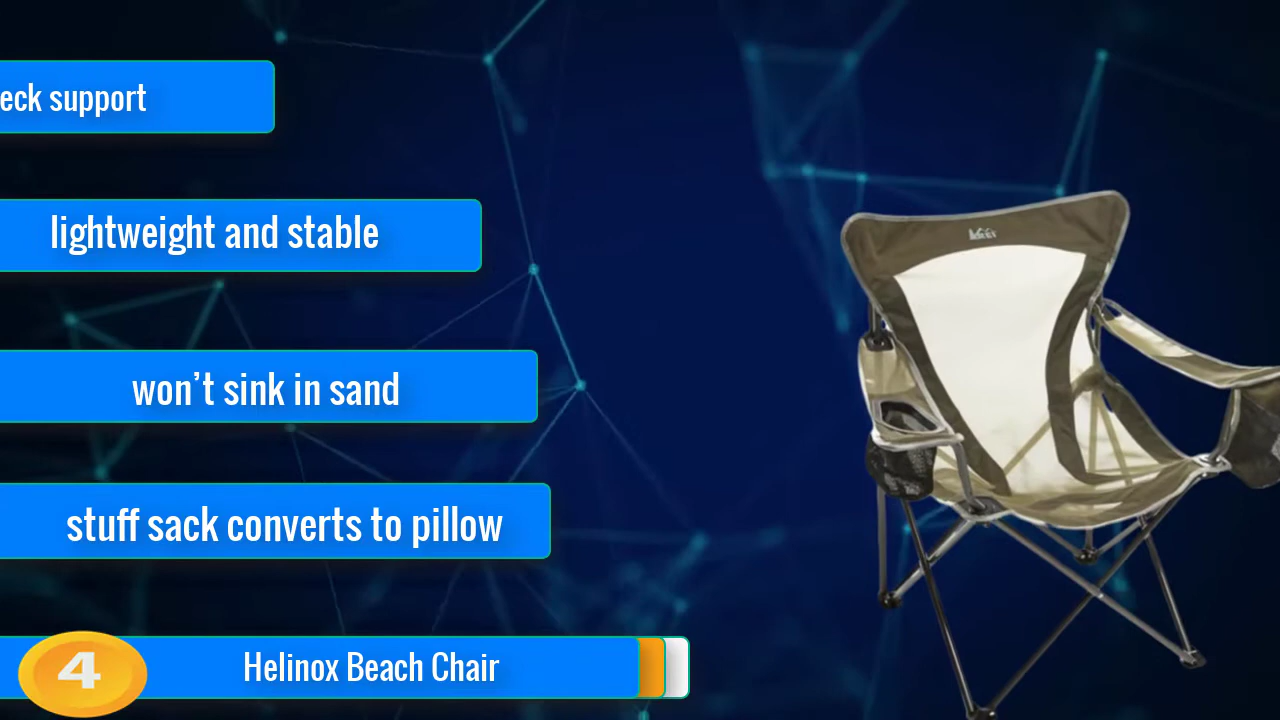 eck support
lightweight and stable
won’t sink in sand
stuff sack converts to pillow
4
Helinox Beach Chair